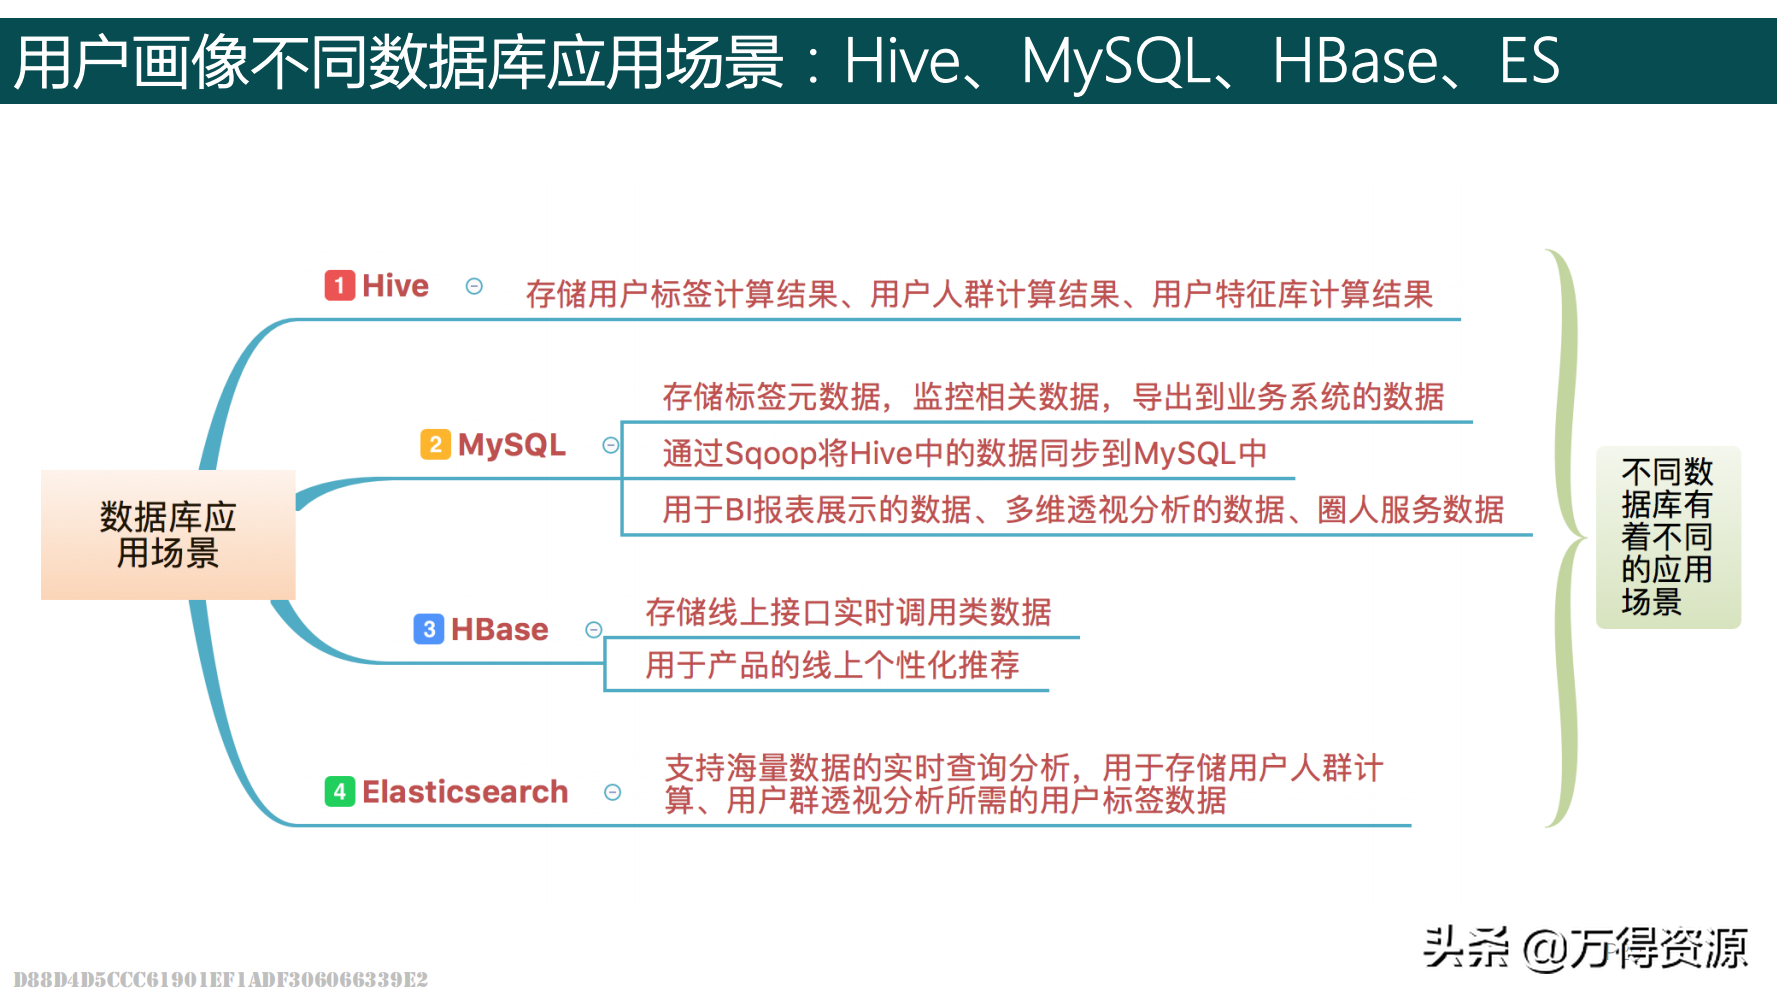 用户画像不同数据库应用场景：Hive、MySQL、HBase、ES
1 Hive
存储用户标签计算结果、用户人群计算结果、用户特征库计算结果
2 MySQL
存储标签元数据，监控相关数据，导出到业务系统的数据
通过Sqoop将Hive中的数据同步到MySQL中
用于BI报表展示的数据、多维透视分析的数据、圈人服务数据
数据库应
用场景
3 HBase
存储线上接口实时调用类数据
用于产品的线上个性化推荐
4 Elasticsearch
支持海量数据的实时查询分析，用于存储用户人群计
算、用户群透视分析所需的用户标签数据
不同数
据库有
着不同
的应用
场景
头条 @万得资源
D88D4D5CCC61901EF1ADF306066339E2